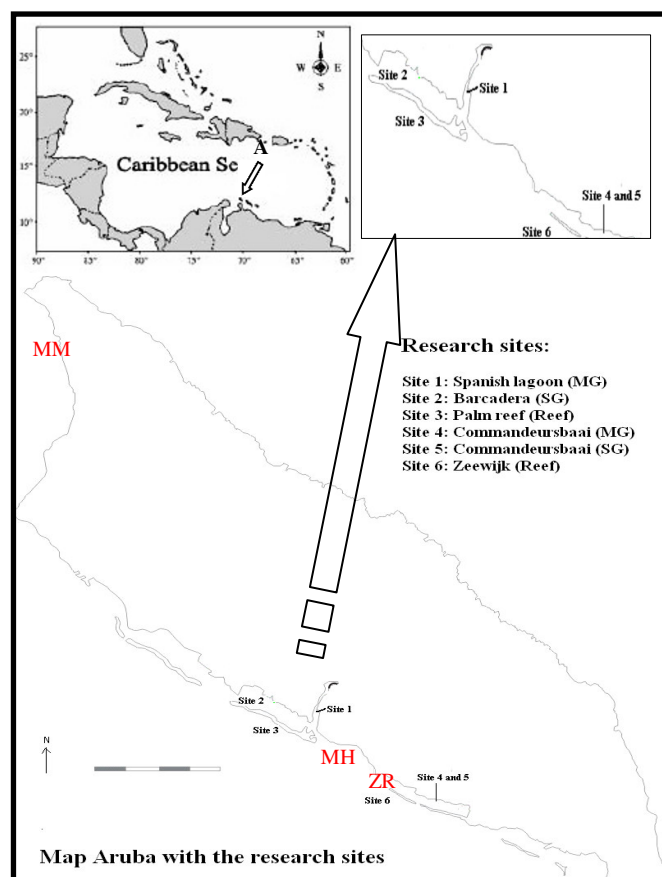 25°
20°
15°
10°
90°
85°
75°
70°
65°
60°
N
W E
S
A
Caribbean Se
Site 2
Site 1
Site 3
Site 4 and 5
Site 6
MM
Research sites:
Site 1: Spanish lagoon (MG)
Site 2: Barcadera (SG)
Site 3: Palm reef (Reef)
Site 4: Commandeursbaai (MG)
Site 5: Commandeursbaai (SG)
Site 6: Zeewijk (Reef)
Site 2
Site 1
Site 3
N
MH
ZR
Site 4 and 5
Site 6
Map Aruba with the research sites